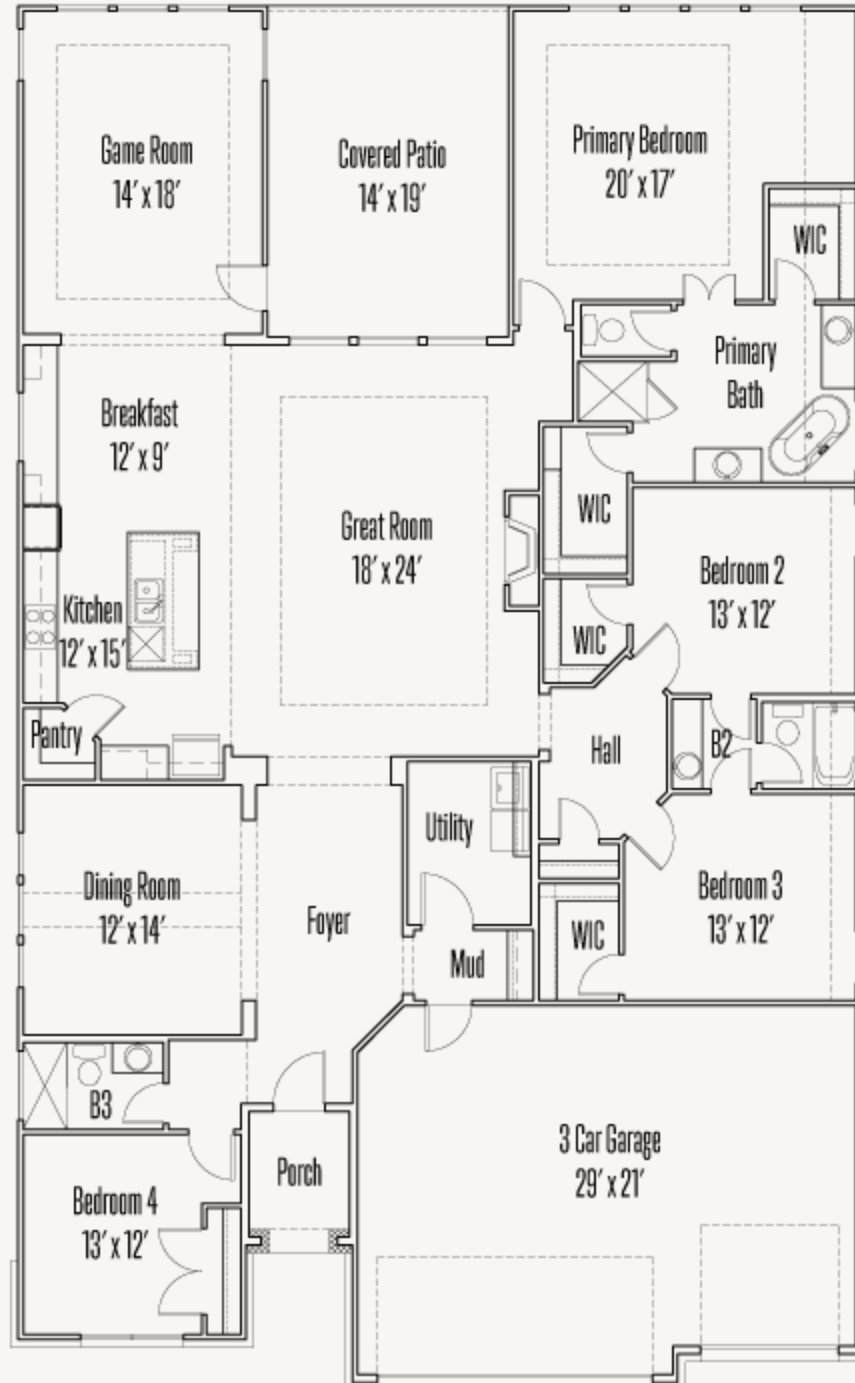 Game Room
14′ x 18′
Covered Patio
14′ x 19′
Primary Bedroom
20′ x 17′
WIC
Primary
Bath
Breakfast
12′ x 9′
WIC
Great Room
18′ x 24′
Bedroom 2
13′ x 12′
Kitchen
12′ x 15′
WIC
Pantry
Hall
B2
Utility
Dining Room
12′ x 14′
Foyer
Bedroom 3
13′ x 12′
WIC
Mud
B3
3 Car Garage
29′ x 21′
Porch
Bedroom 4
13′ x 12′